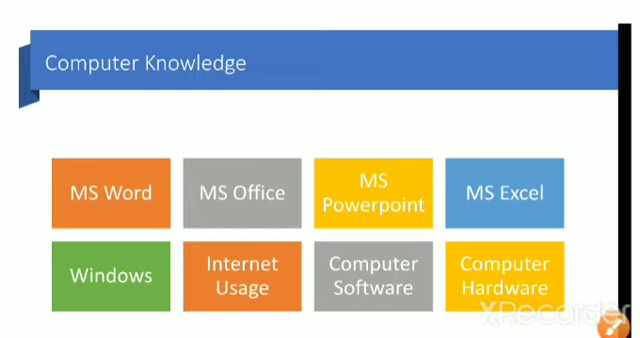 Computer Knowledge
MS Word
MS Office
MS
Powerpoint
MS Excel
Windows
Internet
Usage
Computer
Software
Computer
Hardware
XRecorder